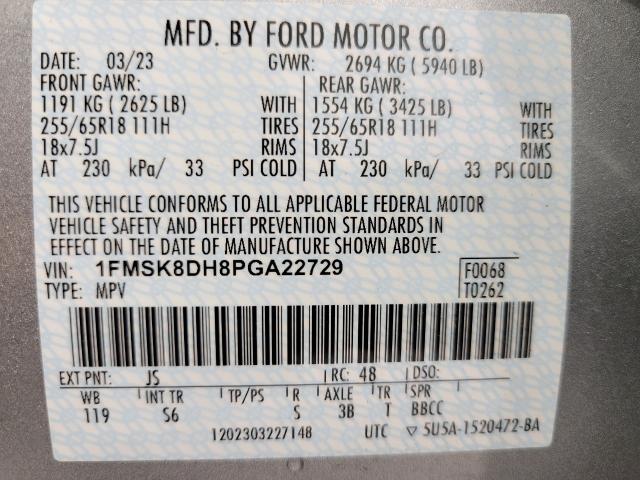 MFD. BY FORD MOTOR CO.
DATE: 03/23 GVWR: 2694 KG ( 5940 LB)
FRONT GAWR: REAR GAWR:
1191 KG ( 2625 LB) WITH 1554 KG ( 3425 LB) WITH
255/65R18 111H TIRES 255/65R18 111H TIRES
18x7.5J RIMS 18x7.5J RIMS
AT 230 kPa/ 33 PSI COLD AT 230 kPa/ 33 PSI COLD
THIS VEHICLE CONFORMS TO ALL APPLICABLE FEDERAL MOTOR
VEHICLE SAFETY AND THEFT PREVENTION STANDARDS IN
EFFECT ON THE DATE OF MANUFACTURE SHOWN ABOVE.
VIN: 1FMSK8DH8PGA22729 F0068
TYPE: MPV T0262
EXT PNT: JS RC: 48 DSO:
WB INT TR TP/PS R AXLE TR SPR
119 S6 S 3B T BBCC
1202303227148 UTC ▽ 5U5A-1520472-BA